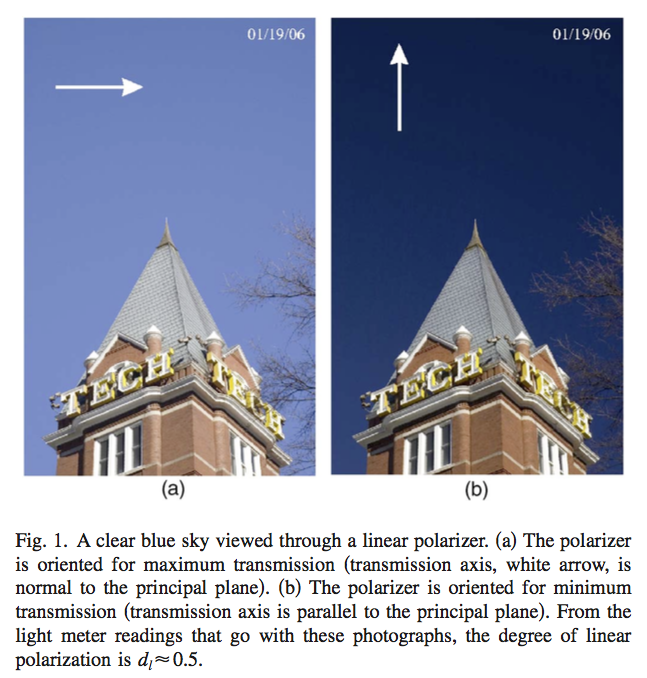 01/19/06
01/19/06
TECH TECH
TECH TECH
(a)
(b)
Fig. 1. A clear blue sky viewed through a linear polarizer. (a) The polarizer
is oriented for maximum transmission (transmission axis, white arrow, is
normal to the principal plane). (b) The polarizer is oriented for minimum
transmission (transmission axis is parallel to the principal plane). From the
light meter readings that go with these photographs, the degree of linear
polarization is dₗ≈0.5.